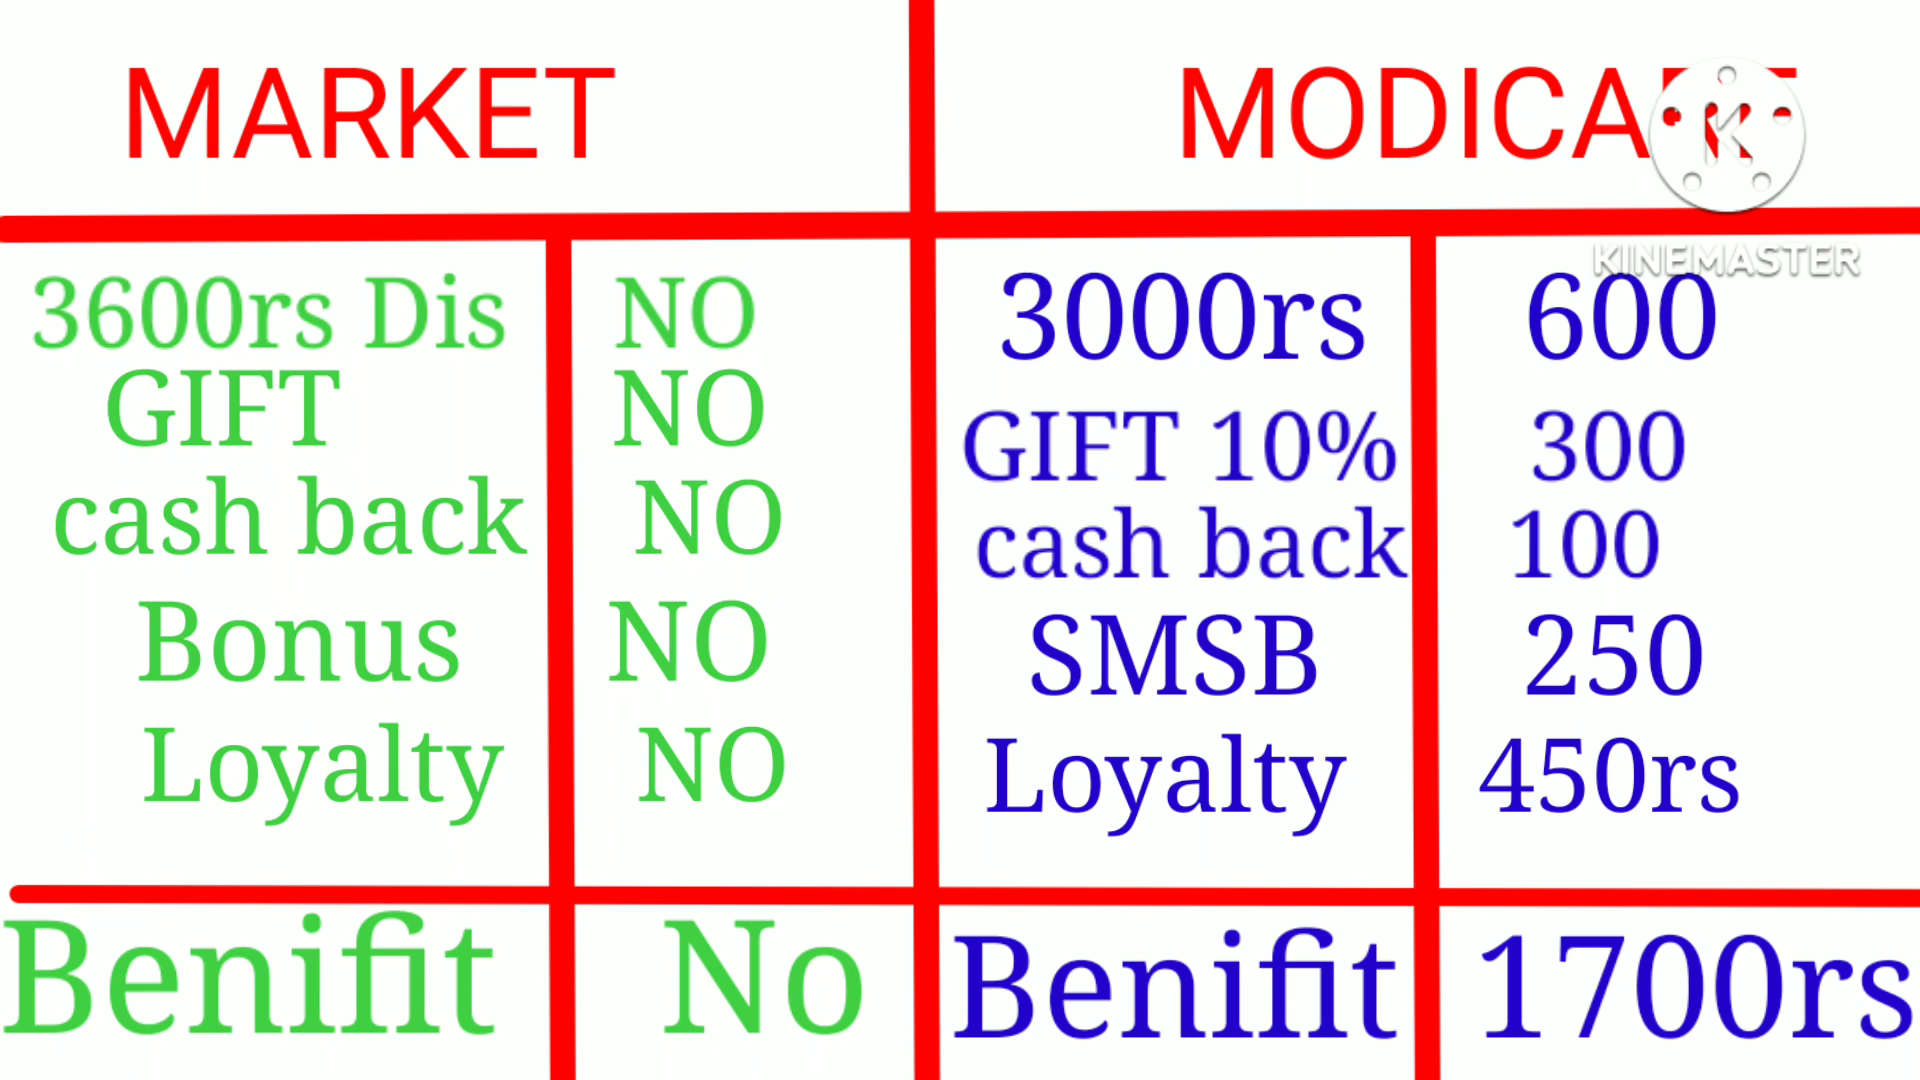 MARKET
MODICARE
3600rs Dis NO
GIFT NO
cash back NO
Bonus NO
Loyalty NO
Benifit No
3000rs 600
GIFT 10% 300
cash back 100
SMSB 250
Loyalty 450rs
Benifit 1700rs
KINEMASTER